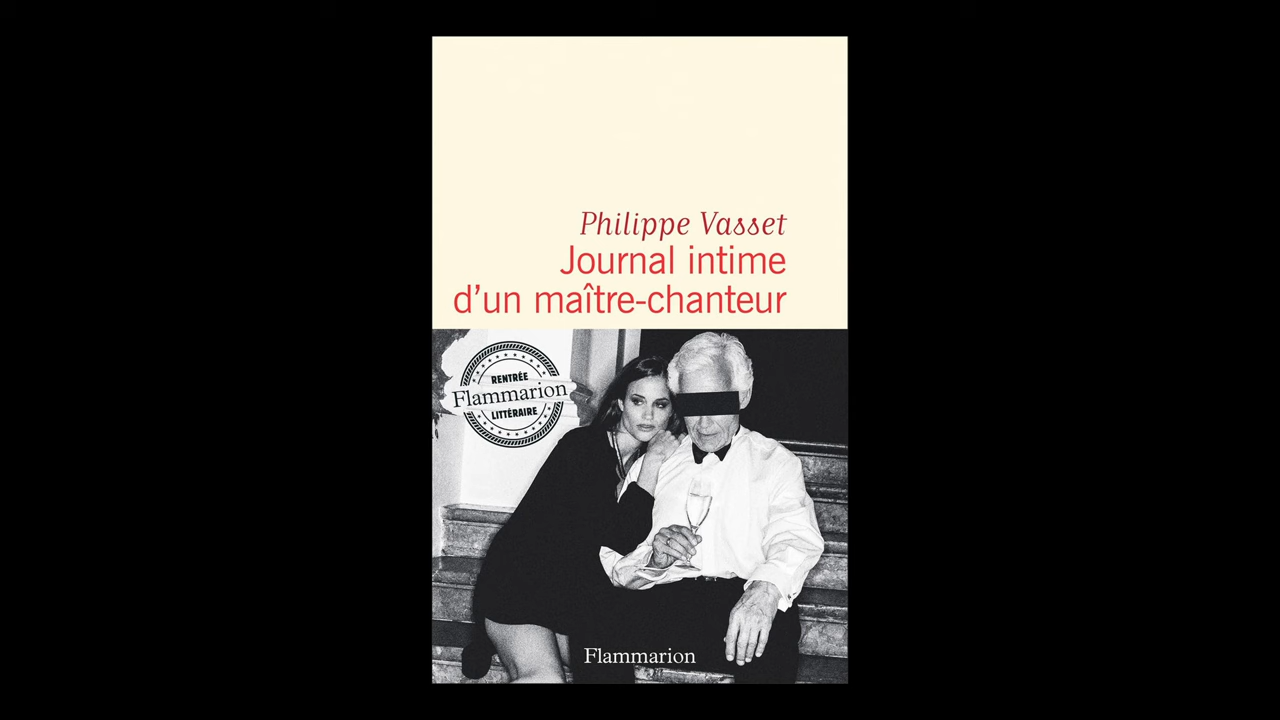 Philippe Vasset
Journal intime
d'un maître-chanteur
RENTRÉE
Flammarion
LITTÉRAIRE
Flammarion